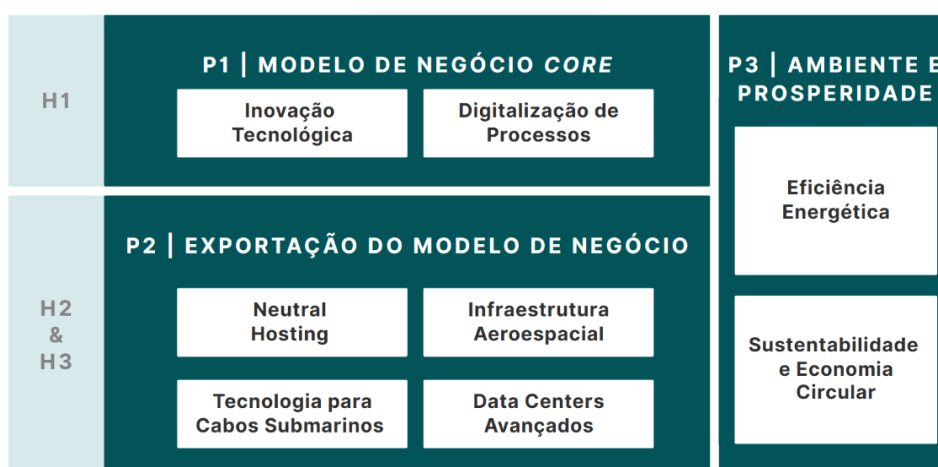 H1
P1 | MODELO DE NEGÓCIO CORE
Inovação
Tecnológica
Digitalização de
Processos
H2
&
H3
P2 | EXPORTAÇÃO DO MODELO DE NEGÓCIO
Neutral
Hosting
Infraestrutura
Aeroespacial
Tecnologia para
Cabos Submarinos
Data Centers
Avançados
P3 | AMBIENTE E
PROSPERIDADE
Eficiência
Energética
Sustentabilidade
e Economia
Circular